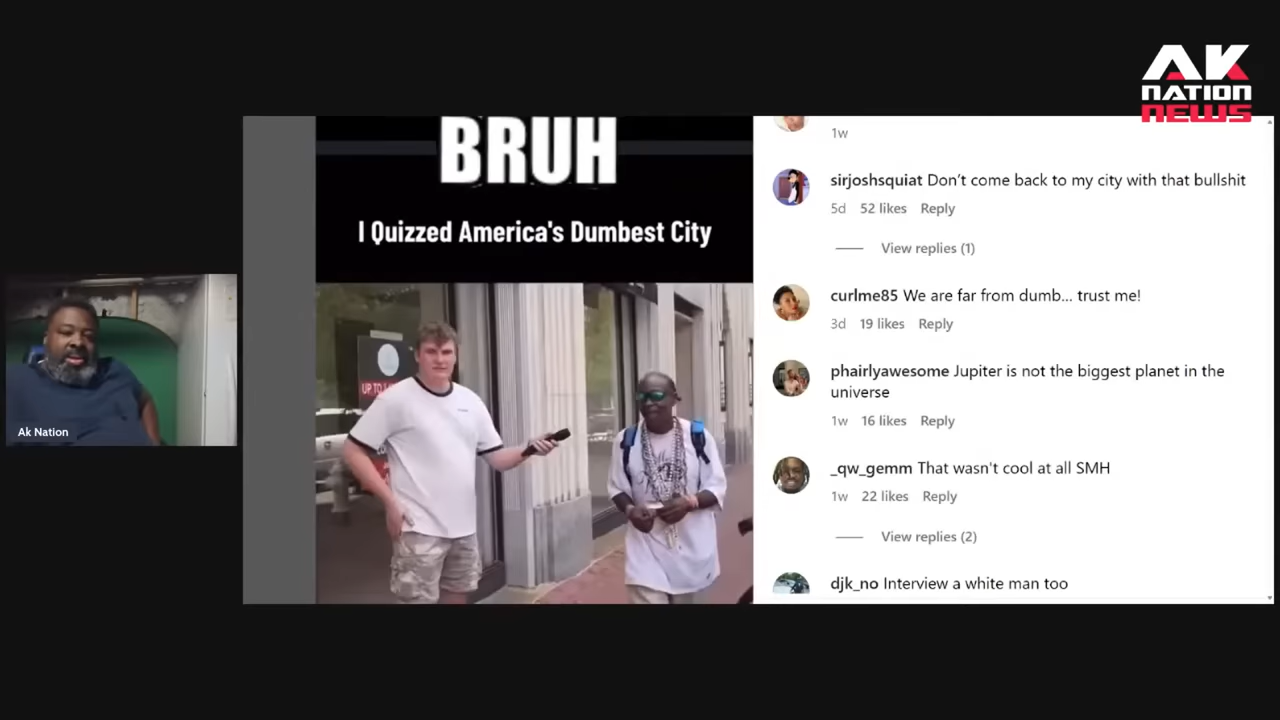 AK
NATION
NEWS
BRUH
I Quizzed America's Dumbest City
UP TO
Ak Nation
1w
sirjoshsquiat Don’t come back to my city with that bullshit
5d 52 likes Reply
View replies (1)
curlme85 We are far from dumb... trust me!
3d 19 likes Reply
phairlyawesome Jupiter is not the biggest planet in the
universe
1w 16 likes Reply
_qw_gemm That wasn't cool at all SMH
1w 22 likes Reply
View replies (2)
djk_no Interview a white man too